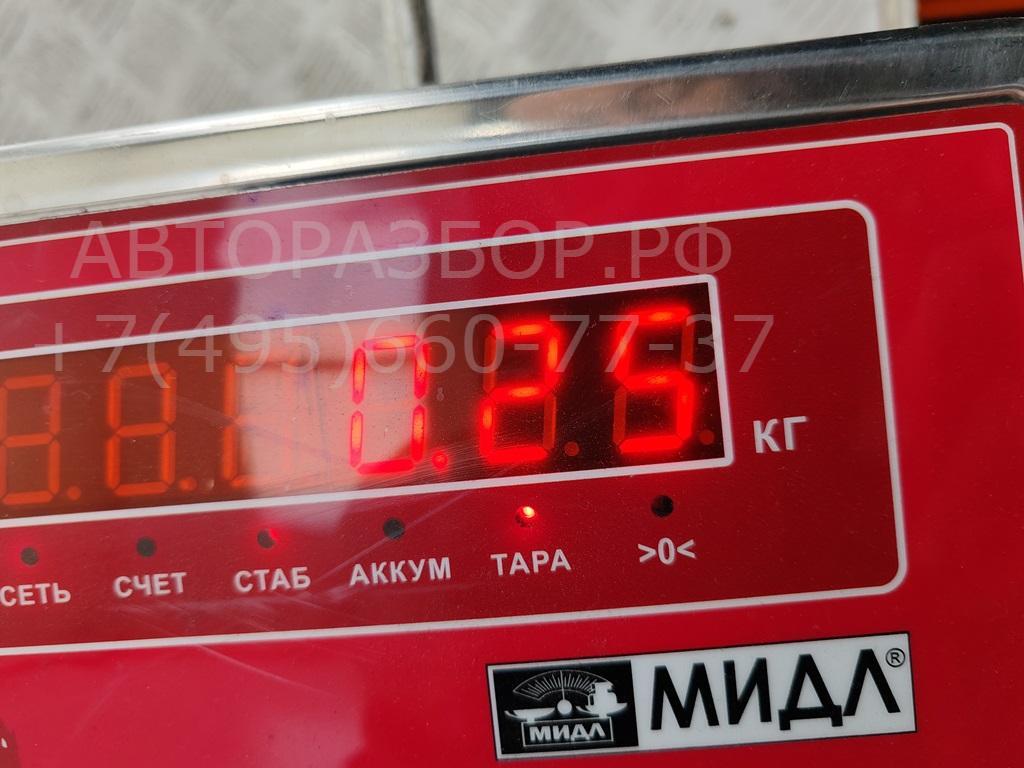 АВТОРАЗБОР.РФ
+7(495)660-77-37
0.25
КГ
СЕТЬ СЧЕТ СТАБ АККУМ ТАРА >0<
МИДЛ МИДЛ®